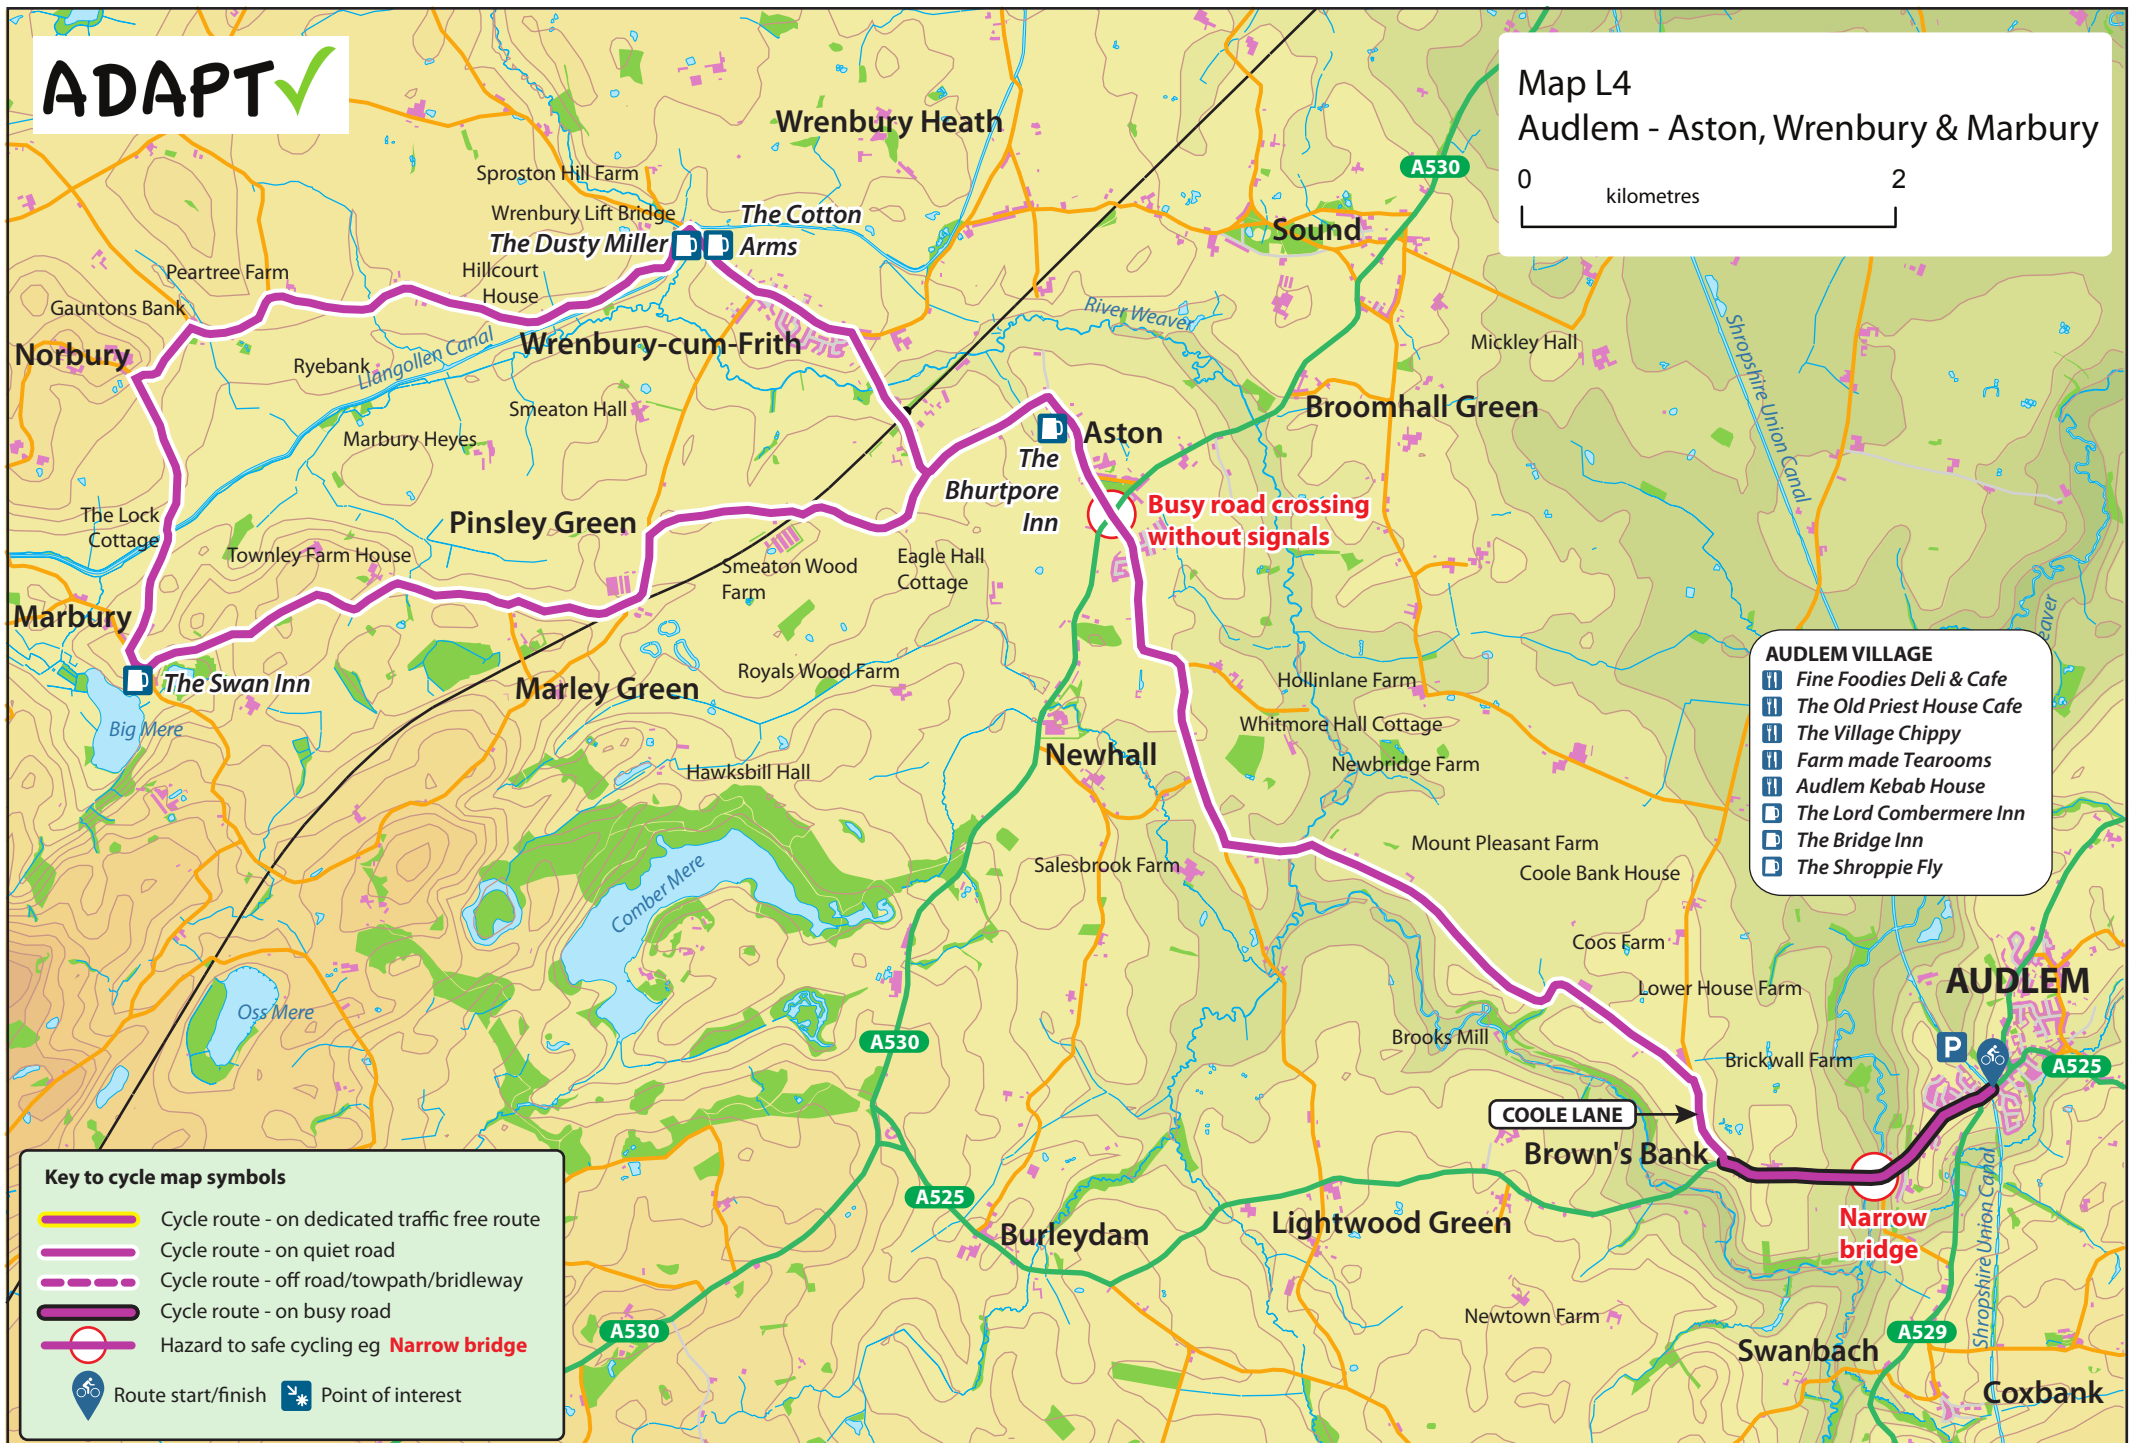 ADAPT
Map L4
Audlem - Aston, Wrenbury & Marbury
0
2
kilometres
Wrenbury Heath
A530
Sproston Hill Farm
Wrenbury Lift Bridge
The Dusty Miller
The Cotton
Arms
Sound
Peartree Farm
Hillcourt
House
Gauntons Bank
River Weaver
Norbury
Ryebank
Llangollen Canal
Wrenbury-cum-Frith
Mickley Hall
Shropshire Union Canal
Smeaton Hall
Broomhall Green
Marbury Heyes
Aston
The
Bhurtpore
Inn
Busy road crossing
without signals
The Lock
Cottage
Pinsley Green
Townley Farm House
Smeaton Wood
Farm
Eagle Hall
Cottage
Marbury
The Swan Inn
Big Mere
Marley Green
Royals Wood Farm
Hollinlane Farm
Whitmore Hall Cottage
Newhall
Newbridge Farm
Hawksbill Hall
eaver
AUDLEM VILLAGE
Fine Foodies Deli & Cafe
The Old Priest House Cafe
The Village Chippy
Farm made Tearooms
Audlem Kebab House
The Lord Combermere Inn
The Bridge Inn
The Shroppie Fly
Salesbrook Farm
Mount Pleasant Farm
Coole Bank House
Comber Mere
Coos Farm
AUDLEM
Oss Mere
Lower House Farm
A530
Brooks Mill
Brickwall Farm
P
A525
COOLE LANE
Brown's Bank
A525
Burleydam
Lightwood Green
Narrow
bridge
Shropshire Union Canal
Newtown Farm
A530
A529
Swanbach
Coxbank
Key to cycle map symbols
Cycle route - on dedicated traffic free route
Cycle route - on quiet road
Cycle route - off road/towpath/bridleway
Cycle route - on busy road
Hazard to safe cycling eg Narrow bridge
Route start/finish
Point of interest